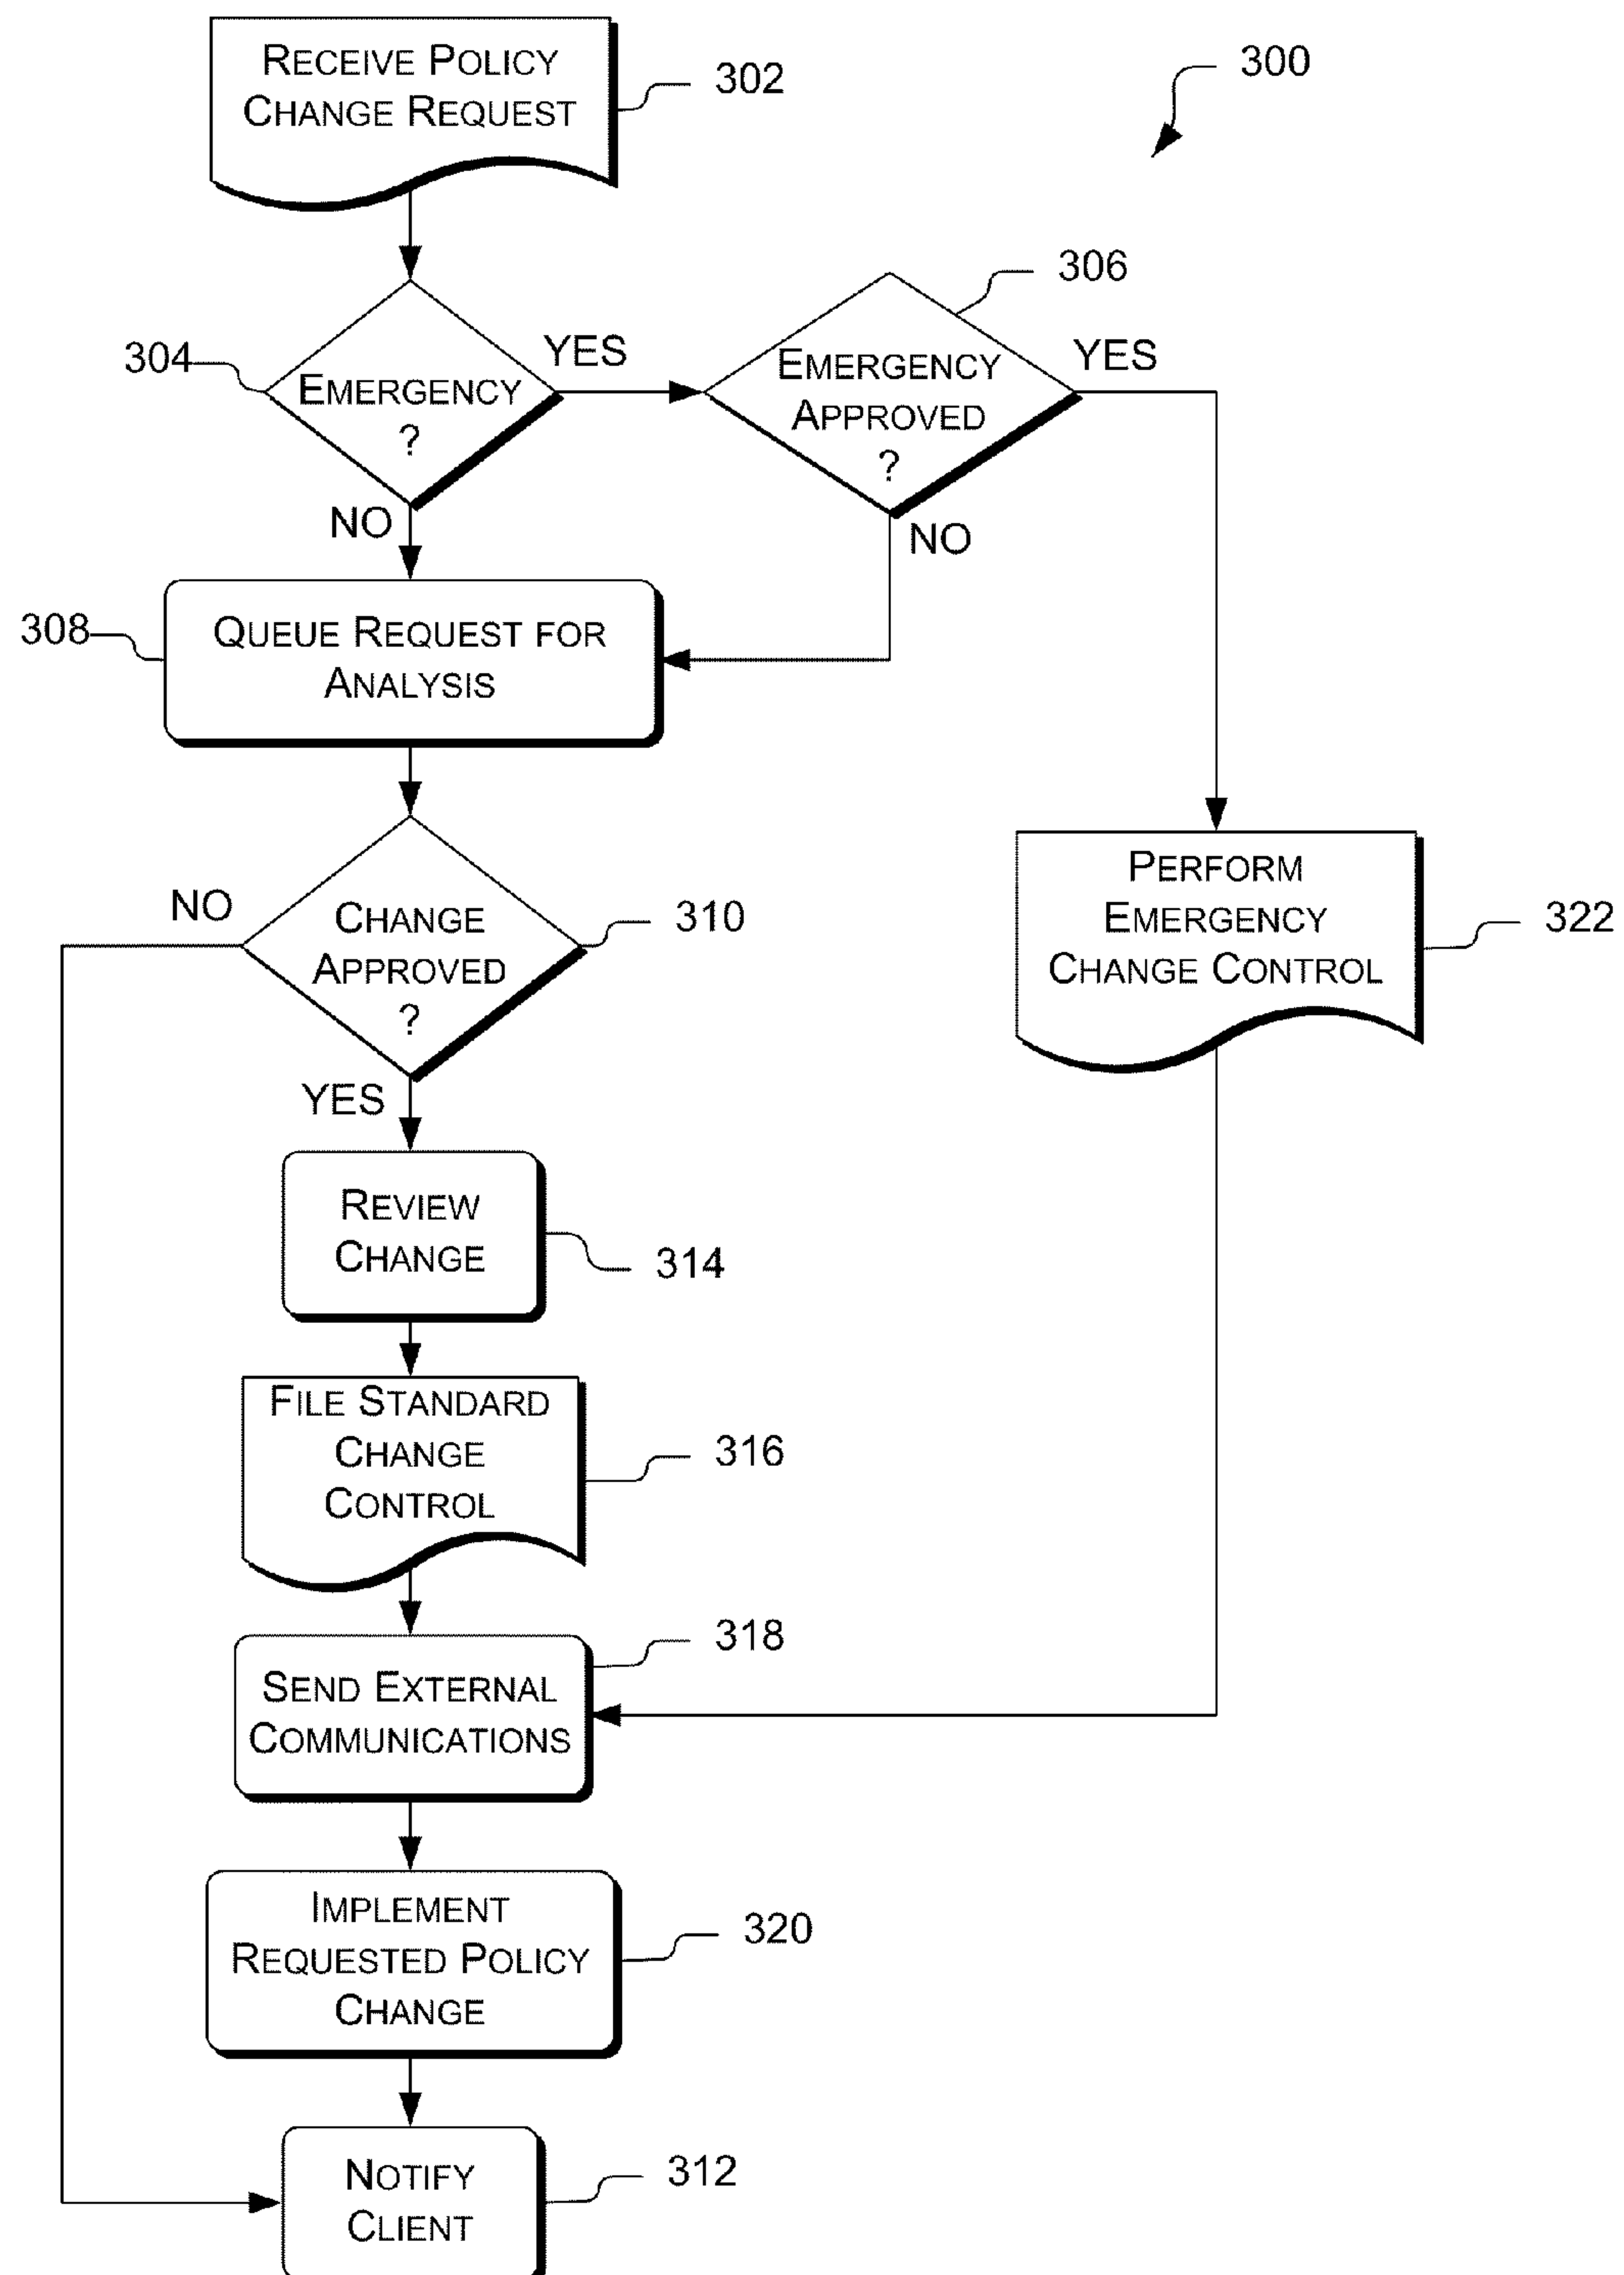 RECEIVE POLICY
CHANGE REQUEST
302
300
304
EMERGENCY
?
YES
306
EMERGENCY
APPROVED
?
YES
NO
NO
308
QUEUE REQUEST FOR
ANALYSIS
NO
CHANGE
APPROVED
?
310
PERFORM
EMERGENCY
CHANGE CONTROL
322
YES
REVIEW
CHANGE
314
FILE STANDARD
CHANGE
CONTROL
316
318
SEND EXTERNAL
COMMUNICATIONS
IMPLEMENT
REQUESTED POLICY
CHANGE
320
NOTIFY
CLIENT
312